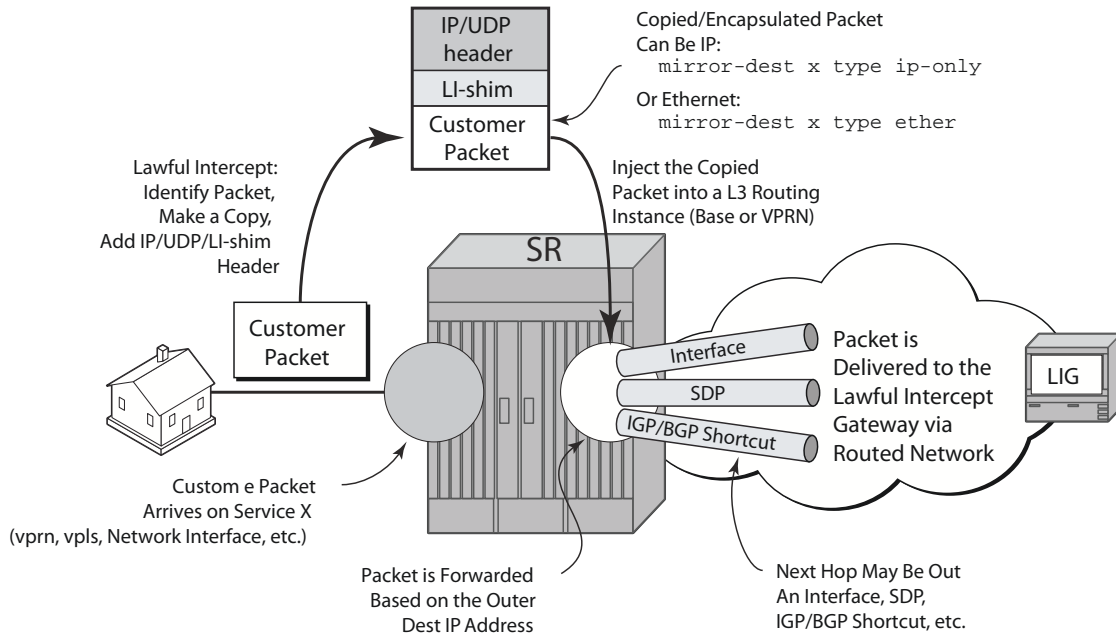 IP/UDP
header
LI-shim
Customer
Packet
Copied/Encapsulated Packet
Can Be IP:
mirror-dest x type ip-only
Or Ethernet:
mirror-dest x type ether
Lawful Intercept:
Identify Packet,
Make a Copy,
Add IP/UDP/LI-shim
Header
Inject the Copied
Packet into a L3 Routing
Instance (Base or VPRN)
SR
Customer
Packet
Interface
SDP
IGP/BGP Shortcut
Packet is
Delivered to the
Lawful Intercept
Gateway via
Routed Network
LIG
Custom e Packet
Arrives on Service X
(vprn, vpls, Network Interface, etc.)
Packet is Forwarded
Based on the Outer
Dest IP Address
Next Hop May Be Out
An Interface, SDP,
IGP/BGP Shortcut, etc.